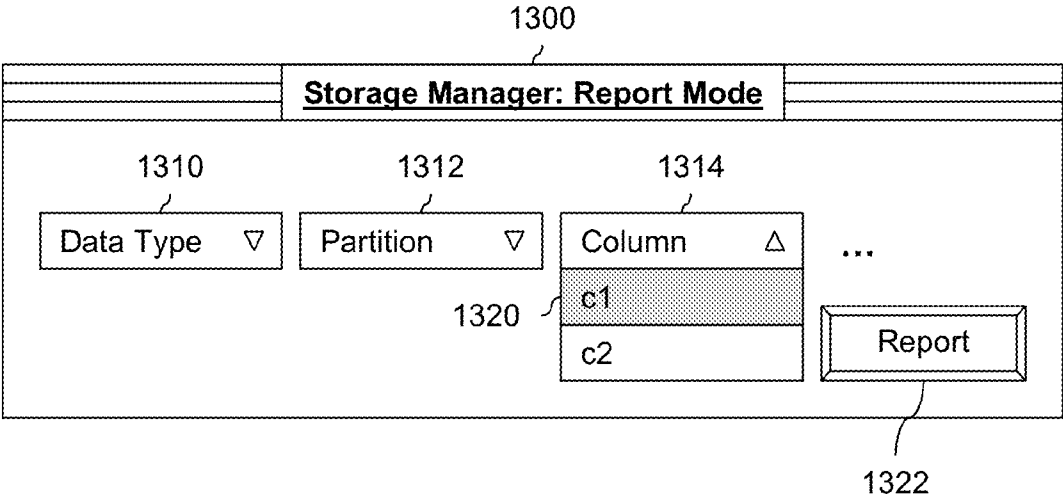 1300
Storage Manager: Report Mode
1310 1312 1314
Data Type ▽ Partition ▽ Column △ ...
c1
1320
c2
Report
1322